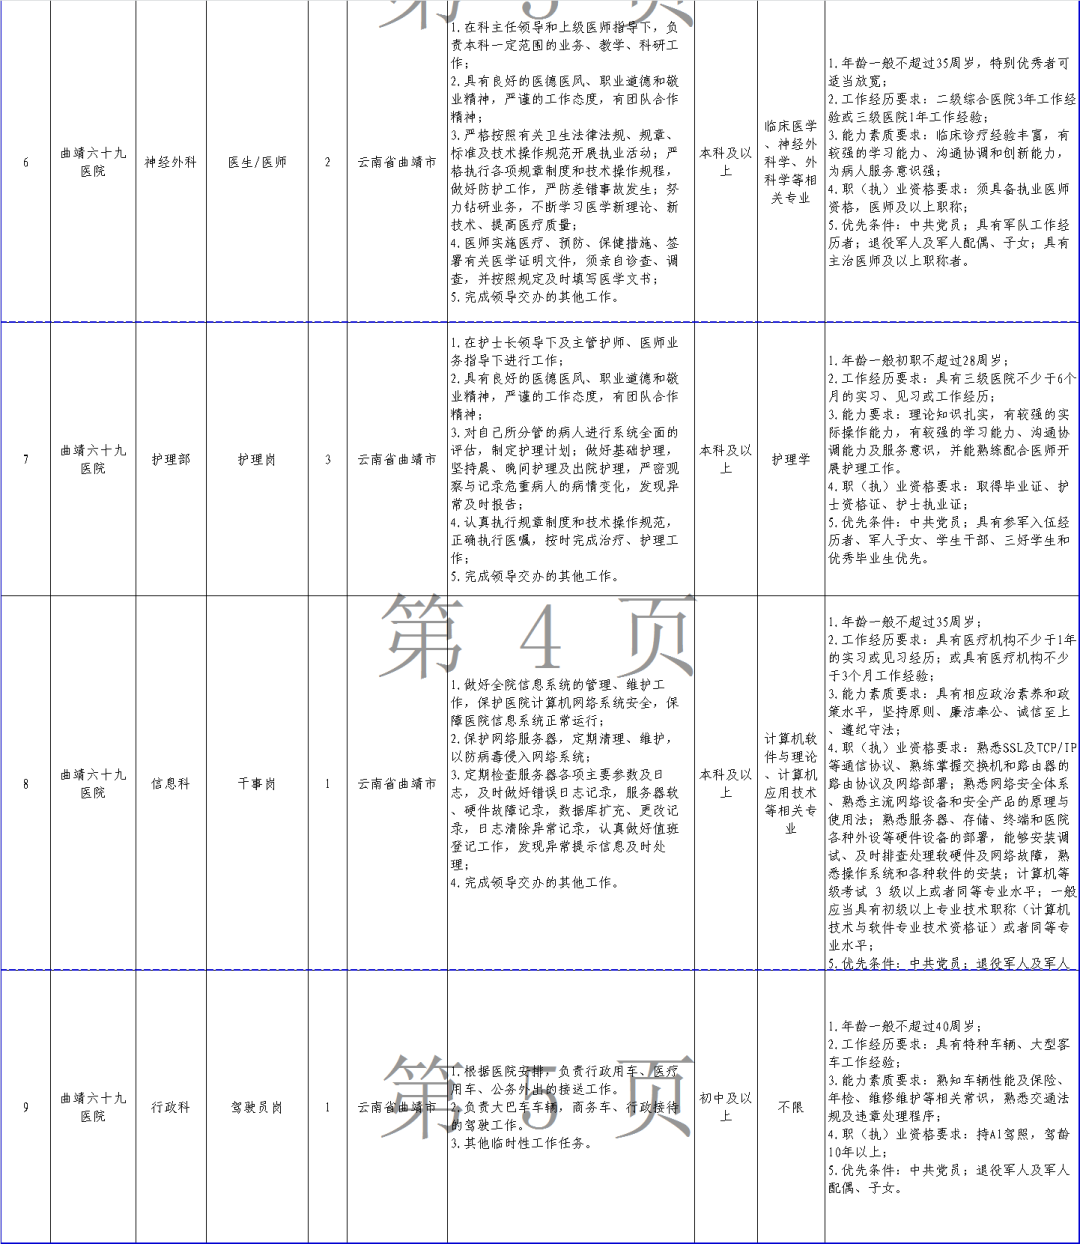 第 3 页
6
曲靖六十九
医院
神经外科
医生/医师
2
云南省曲靖市
1.在科主任领导和上级医师指导下，负
责本科一定范围的业务、教学、科研工
作；
2.具有良好的医德医风、职业道德和敬
业精神，严谨的工作态度，有团队合作
精神；
3.严格按照有关卫生法律法规、规章、
标准及技术操作规范开展执业活动；严
格执行各项规章制度和技术操作规程，
做好防护工作，严防差错事故发生；努
力钻研业务，不断学习医学新理论、新
技术、提高医疗质量；
4.医师实施医疗、预防、保健措施、签
署有关医学证明文件，须亲自诊查、调
查，并按照规定及时填写医学文书；
5.完成领导交办的其他工作。
本科及以
上
临床医学
、神经外
科学、外
科学等相
关专业
1.年龄一般不超过35周岁，特别优秀者可
适当放宽；
2.工作经历要求：二级综合医院3年工作经
验或三级医院1年工作经验；
3.能力素质要求：临床诊疗经验丰富，有
较强的学习能力、沟通协调和创新能力，
为病人服务意识强；
4.职（执）业资格要求：须具备执业医师
资格，医师及以上职称；
5.优先条件：中共党员；具有军队工作经
历者；退役军人及军人配偶、子女；具有
主治医师及以上职称者。
7
曲靖六十九
医院
护理部
护理岗
3
云南省曲靖市
1.在护士长领导下及主管护师、医师业
务指导下进行工作；
2.具有良好的医德医风、职业道德和敬
业精神，严谨的工作态度，有团队合作
精神；
3.对自己所分管的病人进行系统全面的
评估，制定护理计划；做好基础护理，
坚持晨、晚间护理及出院护理，严密观
察与记录危重病人的病情变化，发现异
常及时报告；
4.认真执行规章制度和技术操作规范，
正确执行医嘱，按时完成治疗、护理工
作；
5.完成领导交办的其他工作。
本科及以
上
护理学
1.年龄一般初职不超过28周岁；
2.工作经历要求：具有三级医院不少于6个
月的实习、见习或工作经历；
3.能力要求：理论知识扎实，有较强的实
际操作能力，有较强的学习能力、沟通协
调能力及服务意识，并能熟练配合医师开
展护理工作。
4.职（执）业资格要求：取得毕业证、护
士资格证、护士执业证；
5.优先条件：中共党员；具有参军入伍经
历者、军人子女、学生干部、三好学生和
优秀毕业生优先。
第 4 页
8
曲靖六十九
医院
信息科
干事岗
1
云南省曲靖市
1.做好全院信息系统的管理、维护工
作，保护医院计算机网络系统安全，保
障医院信息系统正常运行；
2.保护网络服务器，定期清理、维护，
以防病毒侵入网络系统；
3.定期检查服务器各项主要参数及日
志，及时做好错误日志记录，服务器软
、硬件故障记录，数据库扩充、更改记
录，日志清除异常记录，认真做好值班
登记工作，发现异常提示信息及时处
理；
4.完成领导交办的其他工作。
本科及以
上
计算机软
件与理论
、计算机
应用技术
等相关专
业
1.年龄一般不超过35周岁；
2.工作经历要求：具有医疗机构不少于1年
的实习或见习经历；或具有医疗机构不少
于3个月工作经验；
3.能力素质要求：具有相应政治素养和政
策水平，坚持原则、廉洁奉公、诚信至上
、遵纪守法；
4.职（执）业资格要求：熟悉SSL及TCP/IP
等通信协议、熟练掌握交换机和路由器的
路由协议及网络部署；熟悉网络安全体系
、熟悉主流网络设备和安全产品的原理与
使用法；熟悉服务器、存储、终端和医院
各种外设等硬件设备的部署，能够安装调
试、及时排查处理软硬件及网络故障，熟
悉操作系统和各种软件的安装；计算机等
级考试 3 级以上或者同等专业水平；一般
应当具有初级以上专业技术职称（计算机
技术与软件专业技术资格证）或者同等专
业水平；
5.优先条件：中共党员；退役军人及军人
9
曲靖六十九
医院
行政科
驾驶员岗
1
云南省曲靖市
1.根据医院安排，负责行政用车、医疗
用车、公务外出的接送工作。
2.负责大巴车车辆，商务车、行政接待
的驾驶工作。
3.其他临时性工作任务。
初中及以
上
不限
1.年龄一般不超过40周岁；
2.工作经历要求：具有特种车辆、大型客
车工作经验；
3.能力素质要求：熟知车辆性能及保险、
年检、维修维护等相关常识，熟悉交通法
规及违章处理程序；
4.职（执）业资格要求：持A1驾照，驾龄
10年以上；
5.优先条件：中共党员；退役军人及军人
配偶、子女。
第 5 页